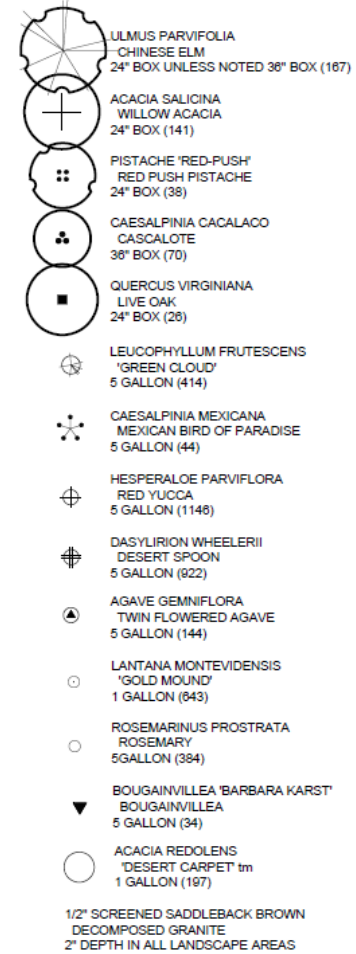 ULMUS PARVIFOLIA
CHINESE ELM
24" BOX UNLESS NOTED 36" BOX (167)
ACACIA SALICINA
WILLOW ACACIA
24" BOX (141)
PISTACHE 'RED-PUSH'
RED PUSH PISTACHE
24" BOX (38)
CAESALPINIA CACALACO
CASCALOTE
36" BOX (70)
QUERCUS VIRGINIANA
LIVE OAK
24" BOX (26)
LEUCOPHYLLUM FRUTESCENS
'GREEN CLOUD'
5 GALLON (414)
CAESALPINIA MEXICANA
MEXICAN BIRD OF PARADISE
5 GALLON (44)
HESPERALOE PARVIFLORA
RED YUCCA
5 GALLON (1146)
DASYLIRION WHEELERII
DESERT SPOON
5 GALLON (922)
AGAVE GEMNIFLORA
TWIN FLOWERED AGAVE
5 GALLON (144)
LANTANA MONTEVIDENSIS
'GOLD MOUND'
1 GALLON (643)
ROSEMARINUS PROSTRATA
ROSEMARY
5GALLON (384)
BOUGAINVILLEA 'BARBARA KARST'
BOUGAINVILLEA
5 GALLON (34)
ACACIA REDOLENS
'DESERT CARPET' tm
1 GALLON (197)
1/2" SCREENED SADDLEBACK BROWN
DECOMPOSED GRANITE
2" DEPTH IN ALL LANDSCAPE AREAS